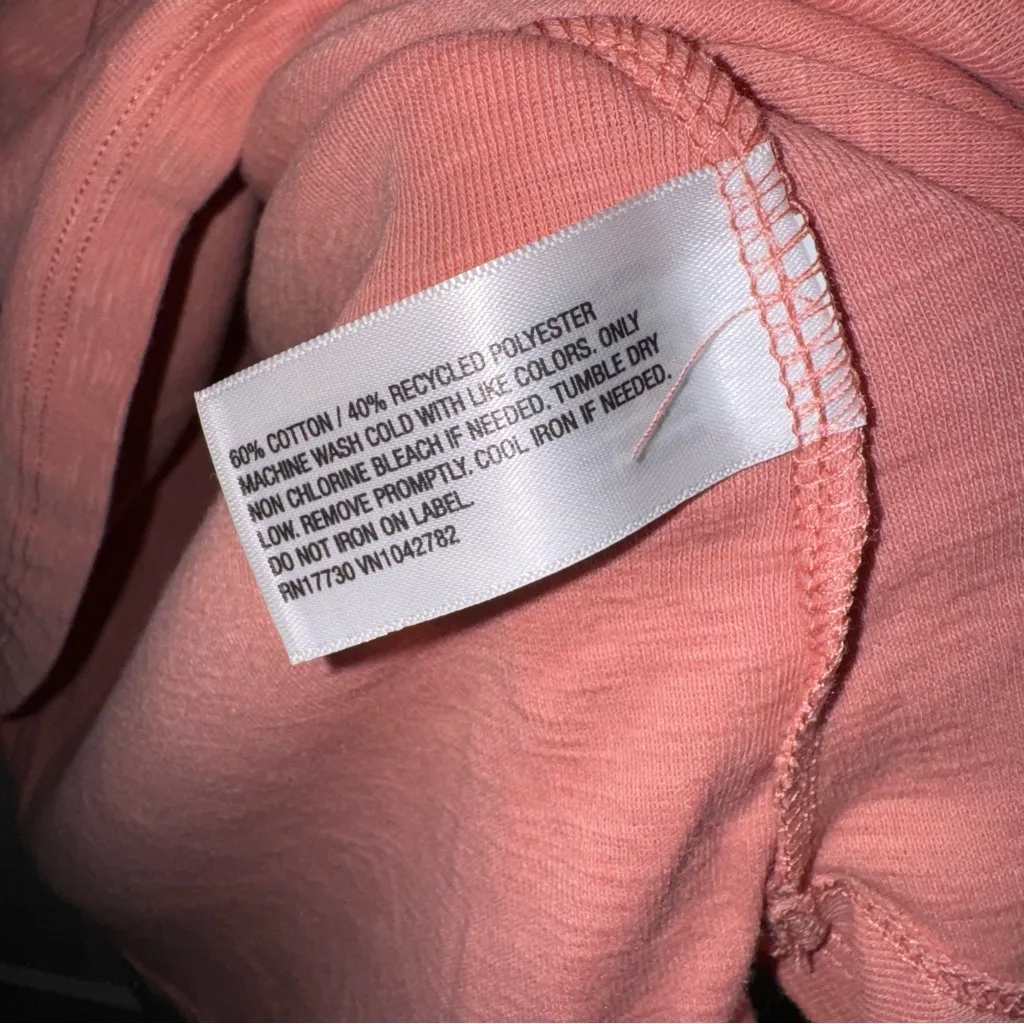 60% COTTON / 40% RECYCLED POLYESTER
MACHINE WASH COLD WITH LIKE COLORS. ONLY
NON CHLORINE BLEACH IF NEEDED. TUMBLE DRY
LOW. REMOVE PROMPTLY. COOL IRON IF NEEDED.
DO NOT IRON ON LABEL.
RN17730 VN1042782